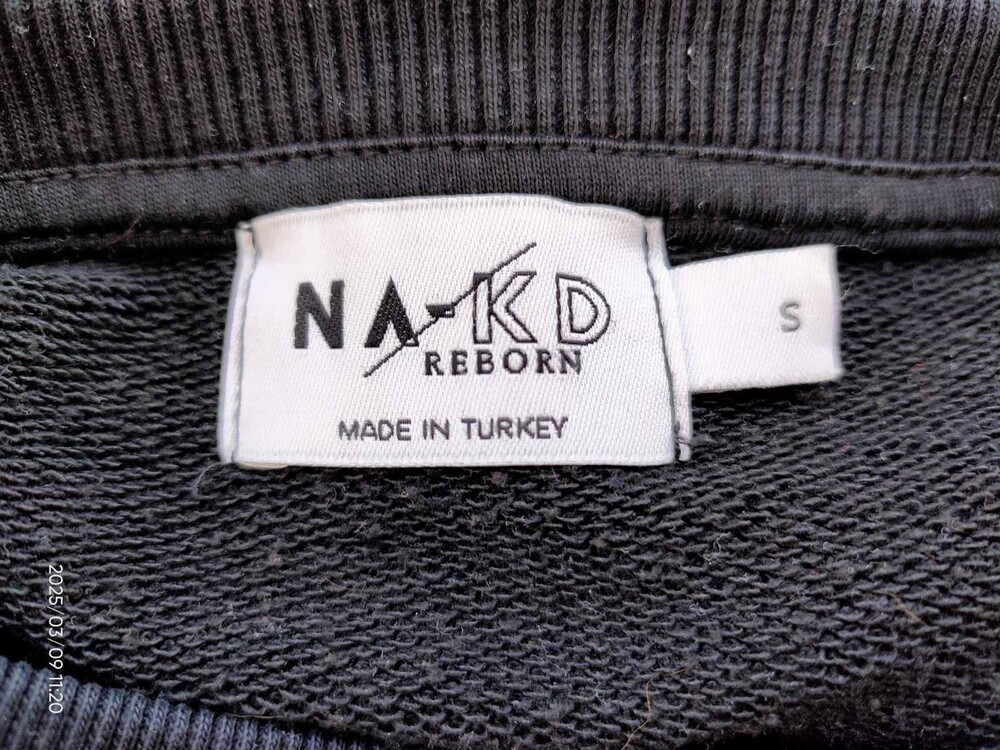 NA-KD
REBORN
MADE IN TURKEY
S
2025/03/09 11:20